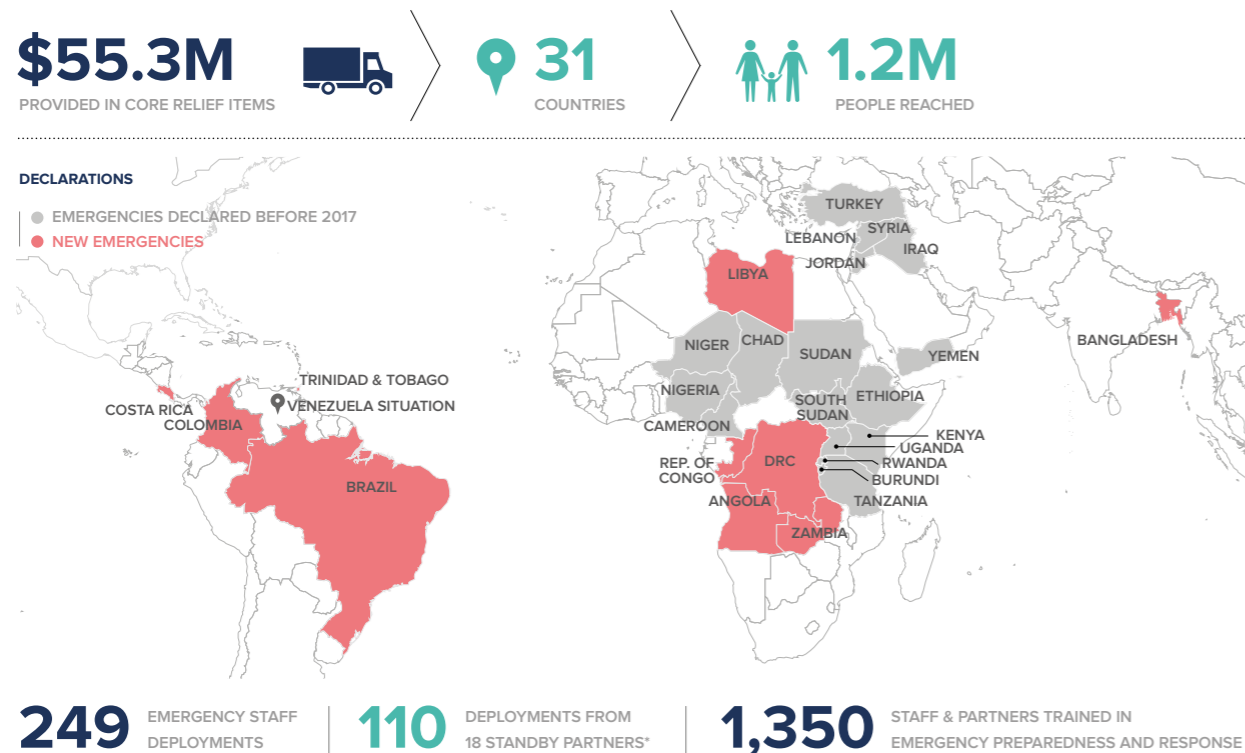 $55.3M
PROVIDED IN CORE RELIEF ITEMS
31
COUNTRIES
1.2M
PEOPLE REACHED
DECLARATIONS
EMERGENCIES DECLARED BEFORE 2017
NEW EMERGENCIES
TURKEY
LEBANON
SYRIA
IRAQ
JORDAN
LIBYA
NIGER
CHAD
SUDAN
YEMEN
BANGLADESH
NIGERIA
SOUTH
SUDAN
ETHIOPIA
CAMEROON
KENYA
UGANDA
RWANDA
BURUNDI
TANZANIA
REP. OF
CONGO
DRC
ANGOLA
ZAMBIA
TRINIDAD & TOBAGO
VENEZUELA SITUATION
COSTA RICA
COLOMBIA
BRAZIL
249
EMERGENCY STAFF
DEPLOYMENTS
110
DEPLOYMENTS FROM
18 STANDBY PARTNERS*
1,350
STAFF & PARTNERS TRAINED IN
EMERGENCY PREPAREDNESS AND RESPONSE